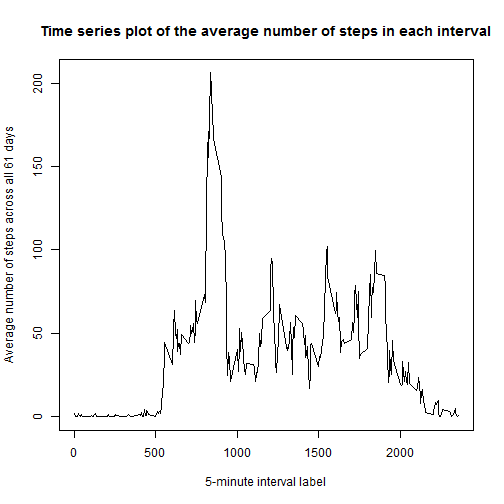 Time series plot of the average number of steps in each interval
Average number of steps across all 61 days
200
150
100
50
0
0 500 1000 1500 2000
5-minute interval label